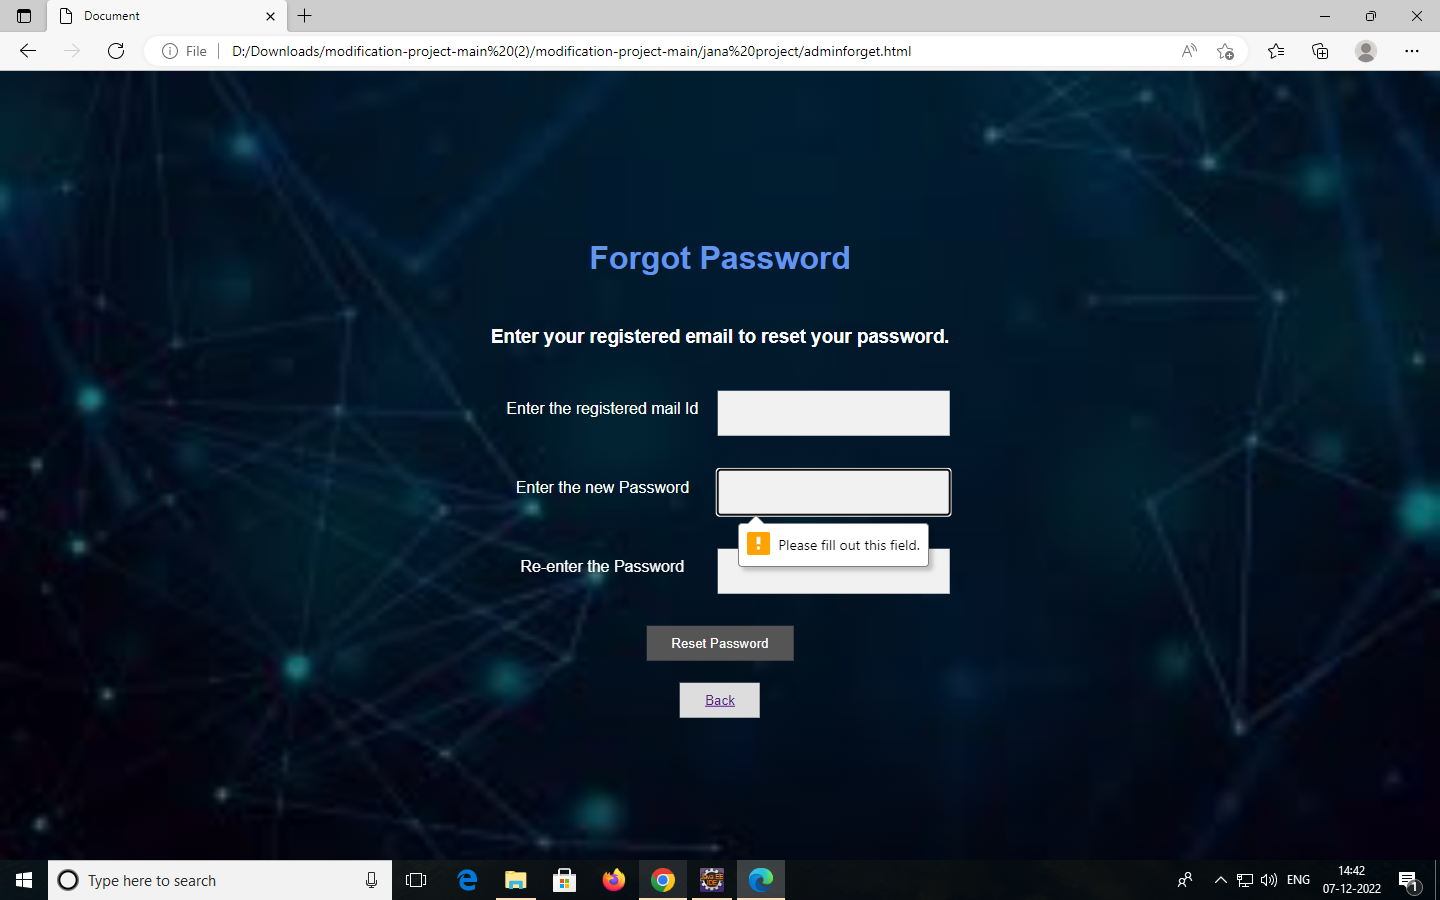 Document
File
D:/Downloads/modification-project-main%20(2)/modification-project-main/jana%20project/adminforget.html
Forgot Password
Enter your registered email to reset your password.
Enter the registered mail Id
Enter the new Password
! Please fill out this field.
Re-enter the Password
Reset Password
Back
Type here to search
ENG
14:42
07-12-2022
1